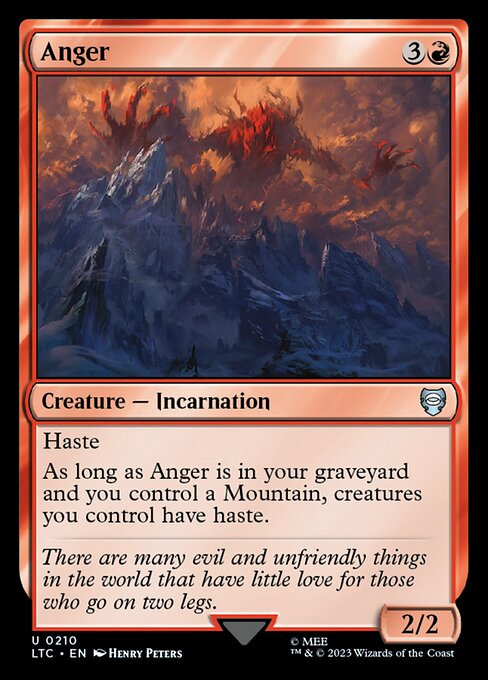 Anger 3
Creature — Incarnation
Haste
As long as Anger is in your graveyard
and you control a Mountain, creatures
you control have haste.
There are many evil and unfriendly things
in the world that have little love for those
who go on two legs.
2/2
U 0210
LTC • EN Henry Peters
© MEE
™ & © 2023 Wizards of the Coast